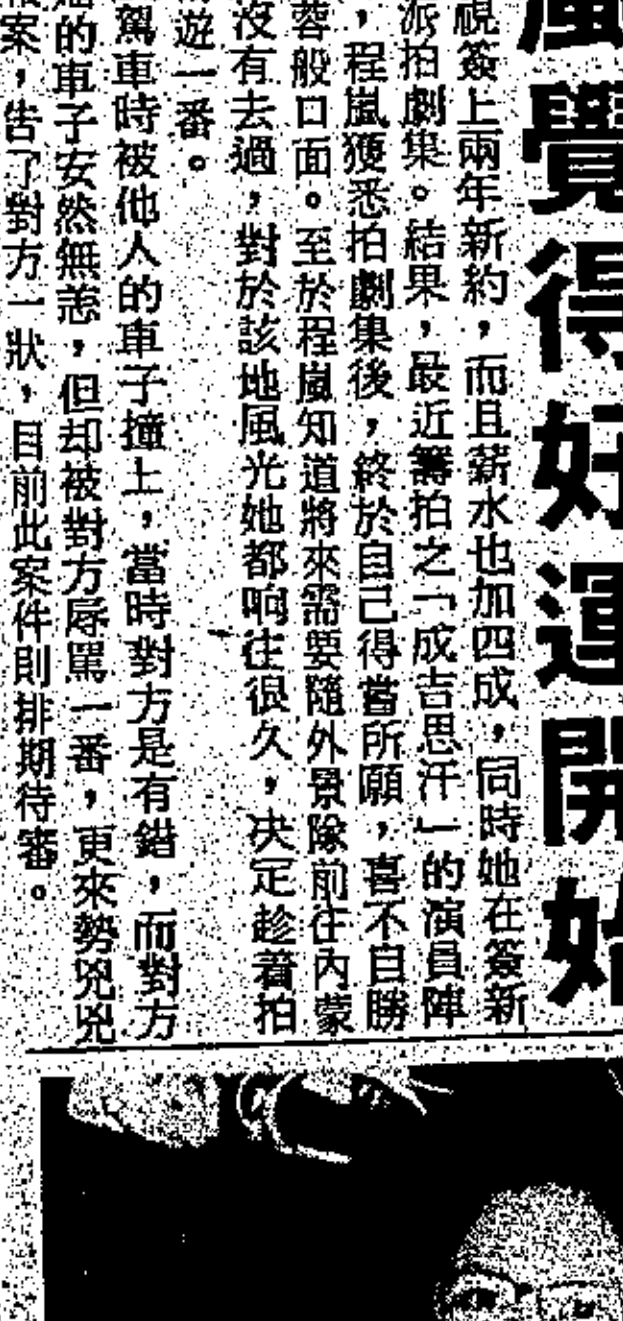 嵐覺得好運開始
視簽上兩年新約，而且薪水也加四成，同時她在簽新
派拍劇集。結果，最近籌拍之「成吉思汗」的演員陣
，程嵐獲悉拍劇集後，終於自己得嘗所願，喜不自勝
蓉般口面。至於程嵐知道將來需要隨外景隊前往內蒙
沒有去過，對於該地風光她都响往很久，决定趁着拍
遊一番。
駕車時被他人的車子撞上，當時對方是有錯，而對方
的車子安然無恙，但却被對方辱罵一番，更來勢兇兇
案，告了對方一狀，目前此案件則排期待審。